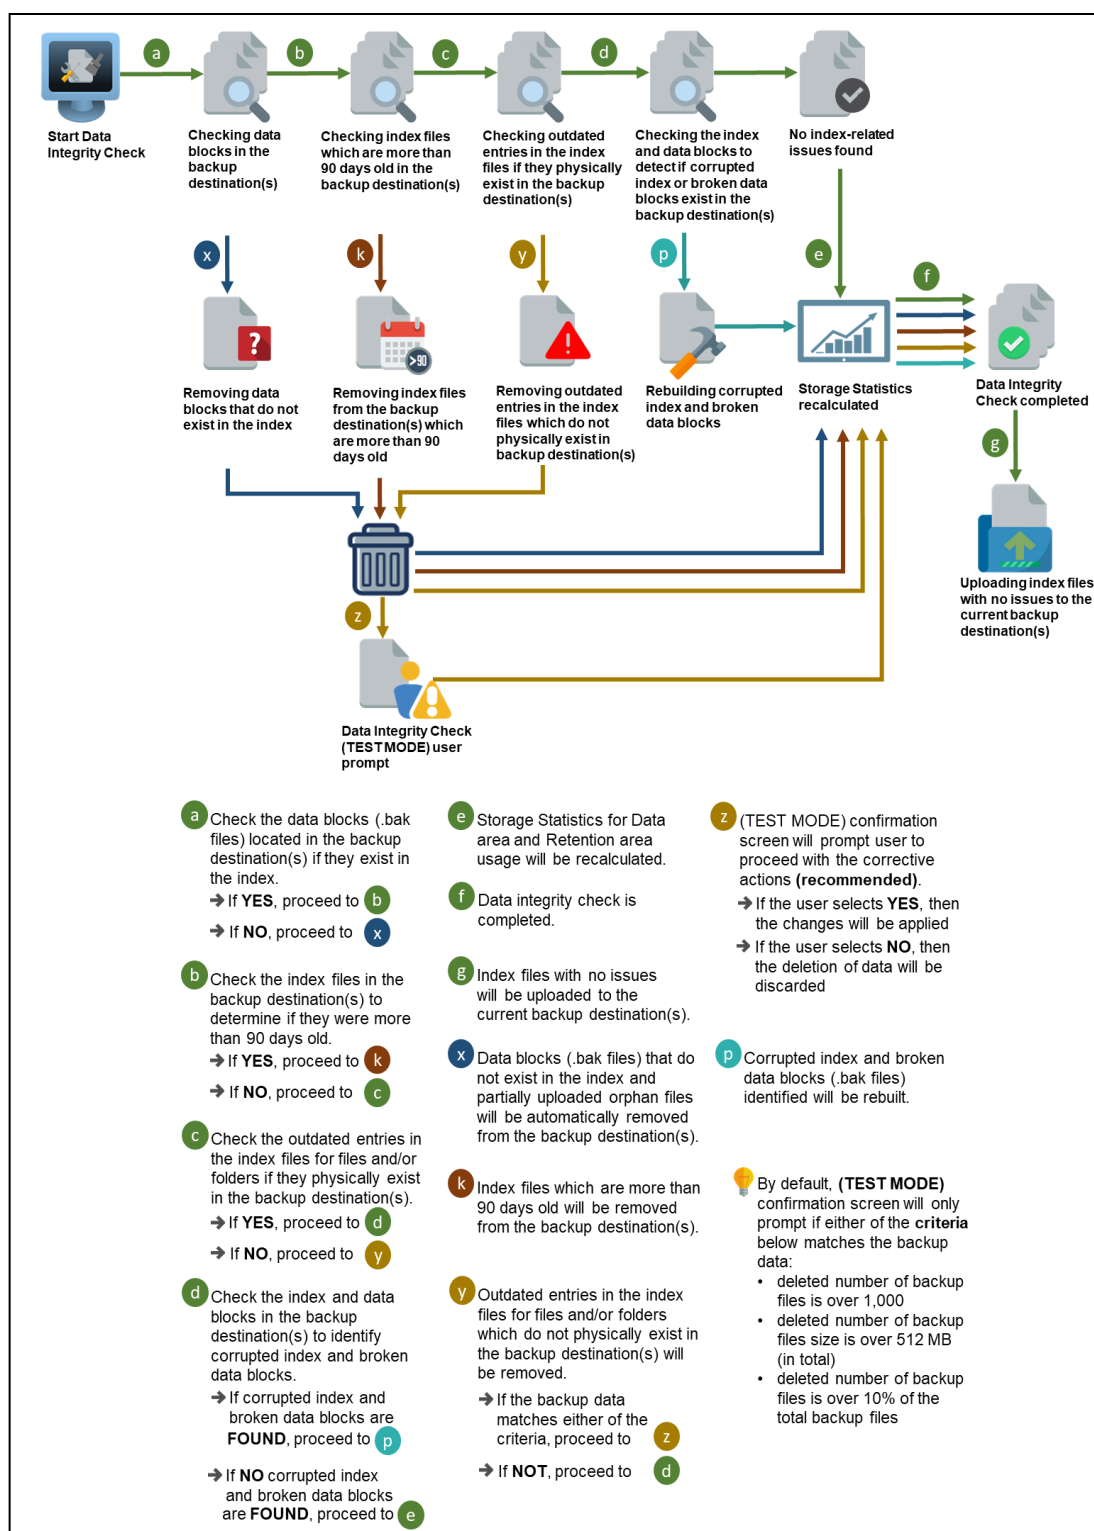 a
b
c
d
Start Data
Integrity Check
Checking data
blocks in the
backup
destination(s)
Checking index files
which are more than
90 days old in the
backup destination(s)
Checking outdated
entries in the index
files if they physically
exist in the backup
destination(s)
Checking the index
and data blocks to
detect if corrupted
index or broken data
blocks exist in the
backup destination(s)
No index-related
issues found
x
k
y
p
e
f
?
>90
Removing data
blocks that do not
exist in the index
Removing index files
from the backup
destination(s) which
are more than 90
days old
Removing outdated
entries in the index
files which do not
physically exist in
backup destination(s)
Rebuilding corrupted
index and broken
data blocks
Storage Statistics
recalculated
Data Integrity
Check completed
g
Uploading index files
with no issues to the
current backup
destination(s)
z
Data Integrity Check
(TEST MODE) user
prompt
a
Check the data blocks (.bak
files) located in the backup
destination(s) if they exist in
the index.
➔ If YES, proceed to b
➔ If NO, proceed to x
b
Check the index files in the
backup destination(s) to
determine if they were more
than 90 days old.
➔ If YES, proceed to k
➔ If NO, proceed to c
c
Check the outdated entries in
the index files for files and/or
folders if they physically exist
in the backup destination(s).
➔ If YES, proceed to d
➔ If NO, proceed to y
d
Check the index and data
blocks in the backup
destination(s) to identify
corrupted index and broken
data blocks.
➔ If corrupted index and
broken data blocks are
FOUND, proceed to p
➔ If NO corrupted index
and broken data blocks
are FOUND, proceed to e
e
Storage Statistics for Data
area and Retention area
usage will be recalculated.
f
Data integrity check is
completed.
g
Index files with no issues
will be uploaded to the
current backup destination(s).
x
Data blocks (.bak files) that do
not exist in the index and
partially uploaded orphan files
will be automatically removed
from the backup destination(s).
k
Index files which are more than
90 days old will be removed
from the backup destination(s).
y
Outdated entries in the index
files for files and/or folders
which do not physically exist in
the backup destination(s) will
be removed.
➔ If the backup data
matches either of the
criteria, proceed to z
➔ If NOT, proceed to d
z
(TEST MODE) confirmation
screen will prompt user to
proceed with the corrective
actions (recommended).
➔ If the user selects YES, then
the changes will be applied
➔ If the user selects NO, then
the deletion of data will be
discarded
p
Corrupted index and broken
data blocks (.bak files)
identified will be rebuilt.
By default, (TEST MODE)
confirmation screen will only
prompt if either of the criteria
below matches the backup
data:
• deleted number of backup
files is over 1,000
• deleted number of backup
files size is over 512 MB
(in total)
• deleted number of backup
files is over 10% of the
total backup files